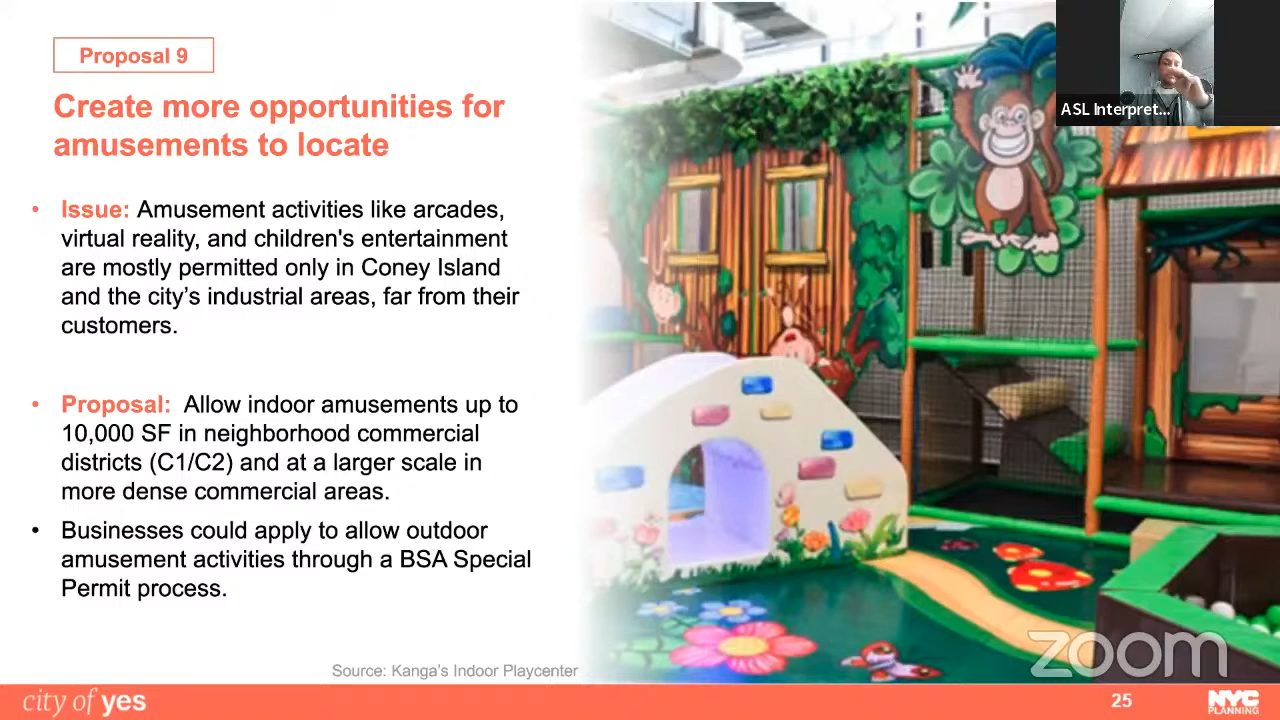 Proposal 9
Create more opportunities for
amusements to locate
• Issue: Amusement activities like arcades,
virtual reality, and children's entertainment
are mostly permitted only in Coney Island
and the city’s industrial areas, far from their
customers.
• Proposal: Allow indoor amusements up to
10,000 SF in neighborhood commercial
districts (C1/C2) and at a larger scale in
more dense commercial areas.
• Businesses could apply to allow outdoor
amusement activities through a BSA Special
Permit process.
Source: Kanga's Indoor Playcenter
ASL Interpret...
zoom
city of yes
25
NYC
PLANNING